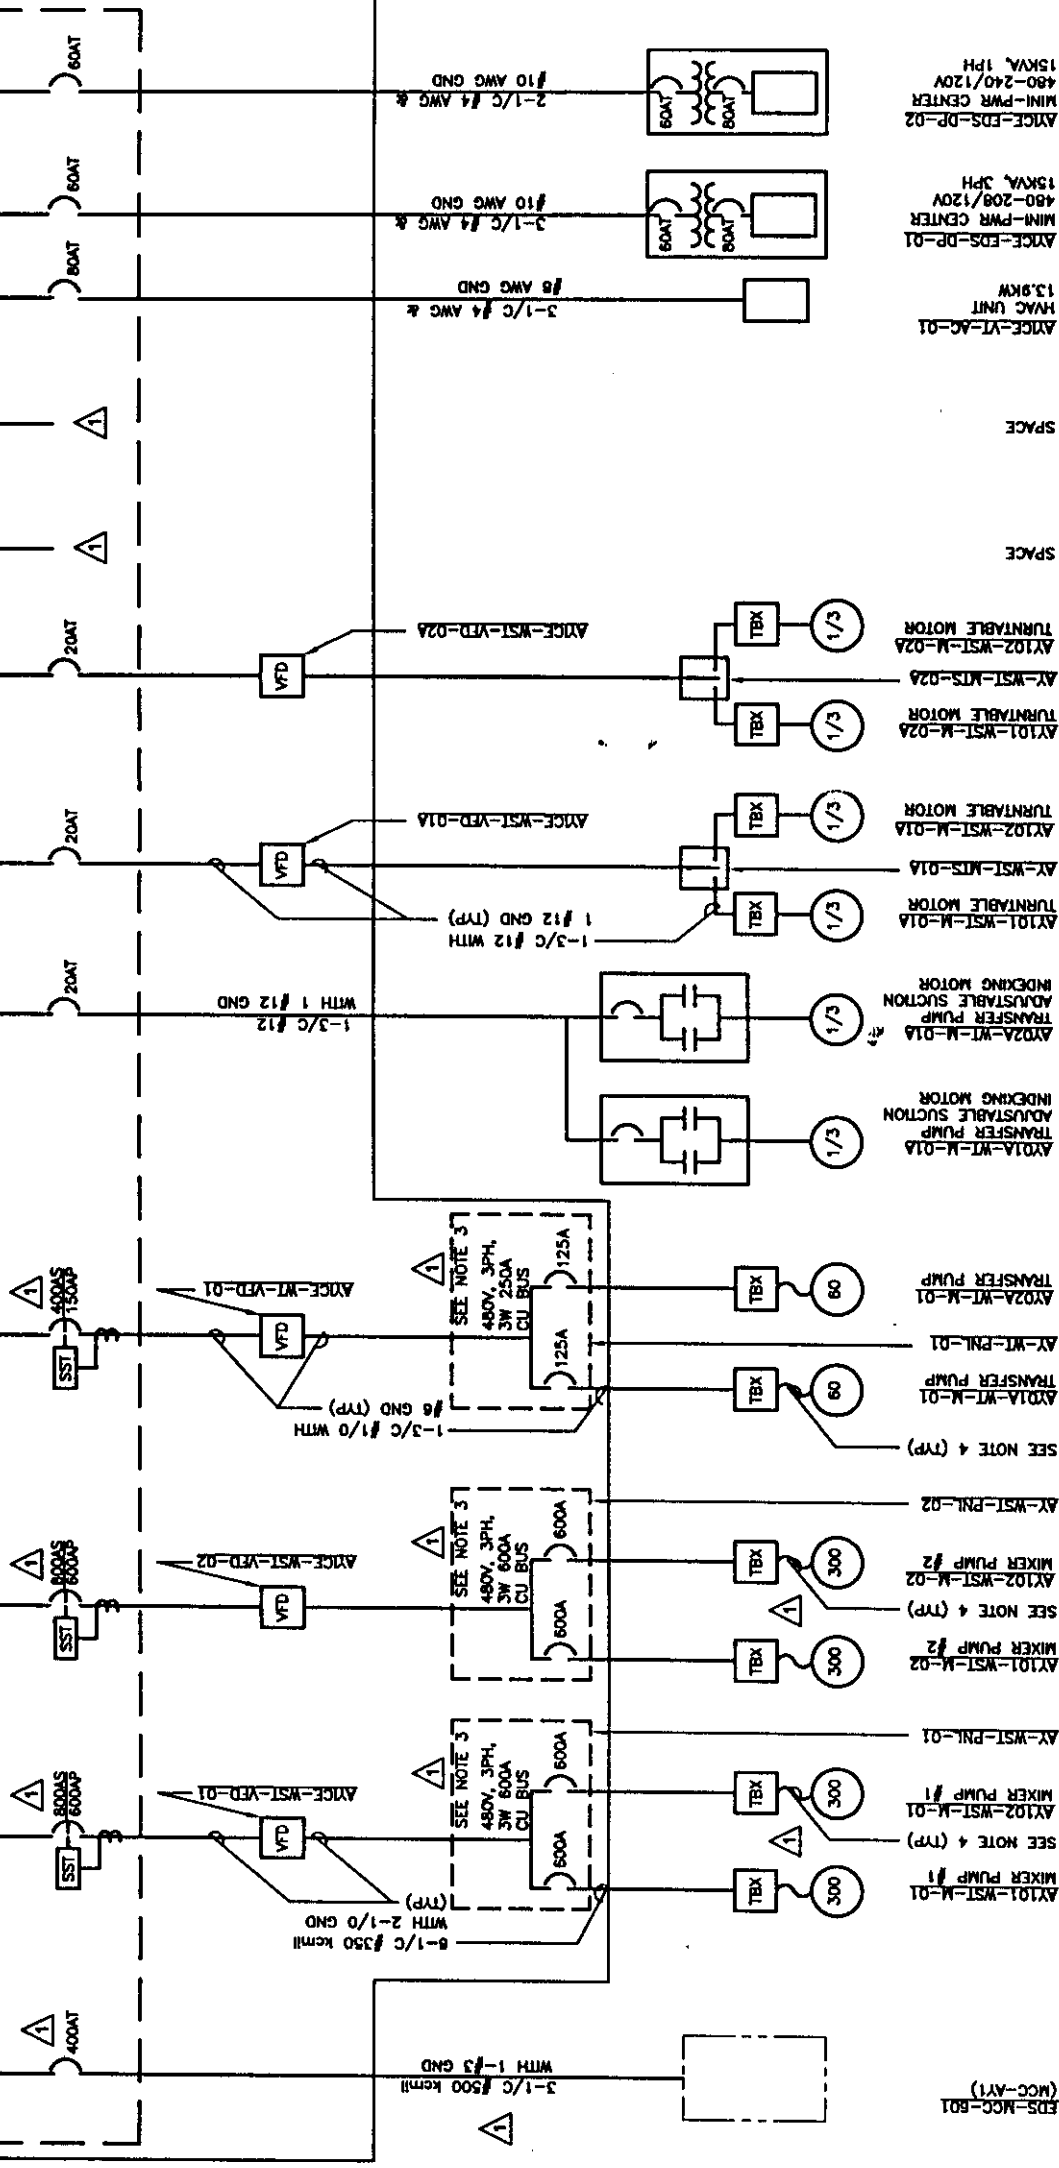 60AT
2-1/C #4 AWG &
#10 AWG GND
60AT
80AT
AYICE-EDS-DP-02
MINI-PWR CENTER
480-240/120V
15KVA, 1PH
60AT
3-1/C #4 AWG &
#10 AWG GND
60AT
80AT
AYICE-EDS-DP-01
MINI-PWR CENTER
480-208/120V
15KVA, 3PH
80AT
3-1/C #4 AWG &
#8 AWG GND
AYICE-VT-AC-01
HVAC UNIT
13.9KW
1
SPACE
1
SPACE
20AT
VFD
AYICE-WST-VFD-02A
TBX
1/3
AY102-WST-M-02A
TURNTABLE MOTOR
AY-WST-MTS-02A
TBX
1/3
AY101-WST-M-02A
TURNTABLE MOTOR
20AT
VFD
AYICE-WST-VFD-01A
TBX
1/3
AY102-WST-M-01A
TURNTABLE MOTOR
AY-WST-MTS-01A
1-3/C #12 WITH
1 #12 GND (TYP)
TBX
1/3
AY101-WST-M-01A
TURNTABLE MOTOR
20AT
1-3/C #12
WITH 1 #12 GND
1/3
AY02A-WT-M-01A
TRANSFER PUMP
ADJUSTABLE SUCTION
INDEXING MOTOR
1/3
AY01A-WT-M-01A
TRANSFER PUMP
ADJUSTABLE SUCTION
INDEXING MOTOR
1
400AS
150AP
SST
VFD
AYICE-WT-VFD-01
1
SEE NOTE 3
480V, 3PH,
3W 250A
CU BUS
125A
125A
TBX
60
AY02A-WT-M-01
TRANSFER PUMP
AY-WT-PNL-01
1-3/C #1/0 WITH
#6 GND (TYP)
TBX
60
AY01A-WT-M-01
TRANSFER PUMP
SEE NOTE 4 (TYP)
1
800AS
600AP
SST
VFD
AYICE-WST-VFD-02
1
SEE NOTE 3
480V, 3PH,
3W 600A
CU BUS
600A
600A
AY-WST-PNL-02
TBX
300
AY102-WST-M-02
MIXER PUMP #2
1
SEE NOTE 4 (TYP)
TBX
300
AY101-WST-M-02
MIXER PUMP #2
1
800AS
600AP
SST
VFD
AYICE-WST-VFD-01
1
SEE NOTE 3
480V, 3PH,
3W 600A
CU BUS
600A
600A
AY-WST-PNL-01
TBX
300
AY102-WST-M-01
MIXER PUMP #1
1
SEE NOTE 4 (TYP)
6-1/C #350 kcmil
WITH 2-1/0 GND
(TYP)
TBX
300
AY101-WST-M-01
MIXER PUMP #1
1
400AT
3-1/C #500 kcmil
WITH 1-#3 GND
1
EDS-MCC-601
(MCC-AY1)